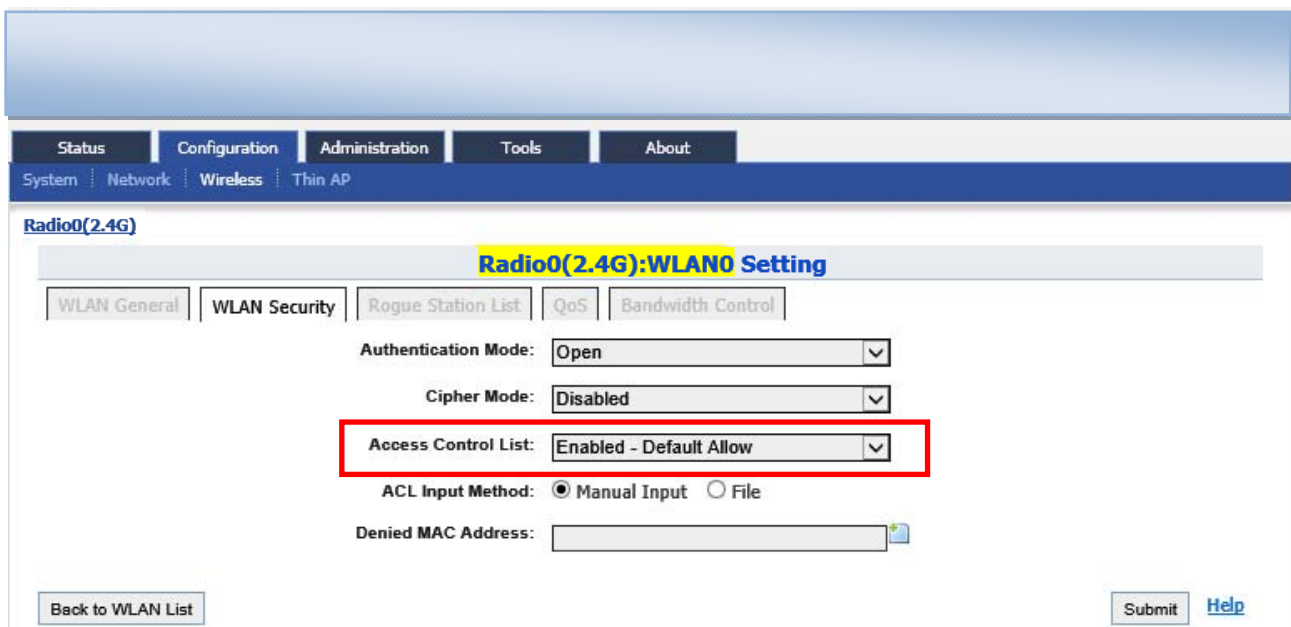 Status Configuration Administration Tools About
System Network Wireless Thin AP
Radio0(2.4G)
Radio0(2.4G):WLAN0 Setting
WLAN General WLAN Security Rogue Station List QoS Bandwidth Control
Authentication Mode: Open
Cipher Mode: Disabled
Access Control List: Enabled - Default Allow
ACL Input Method: Manual Input File
Denied MAC Address:
Back to WLAN List Submit Help